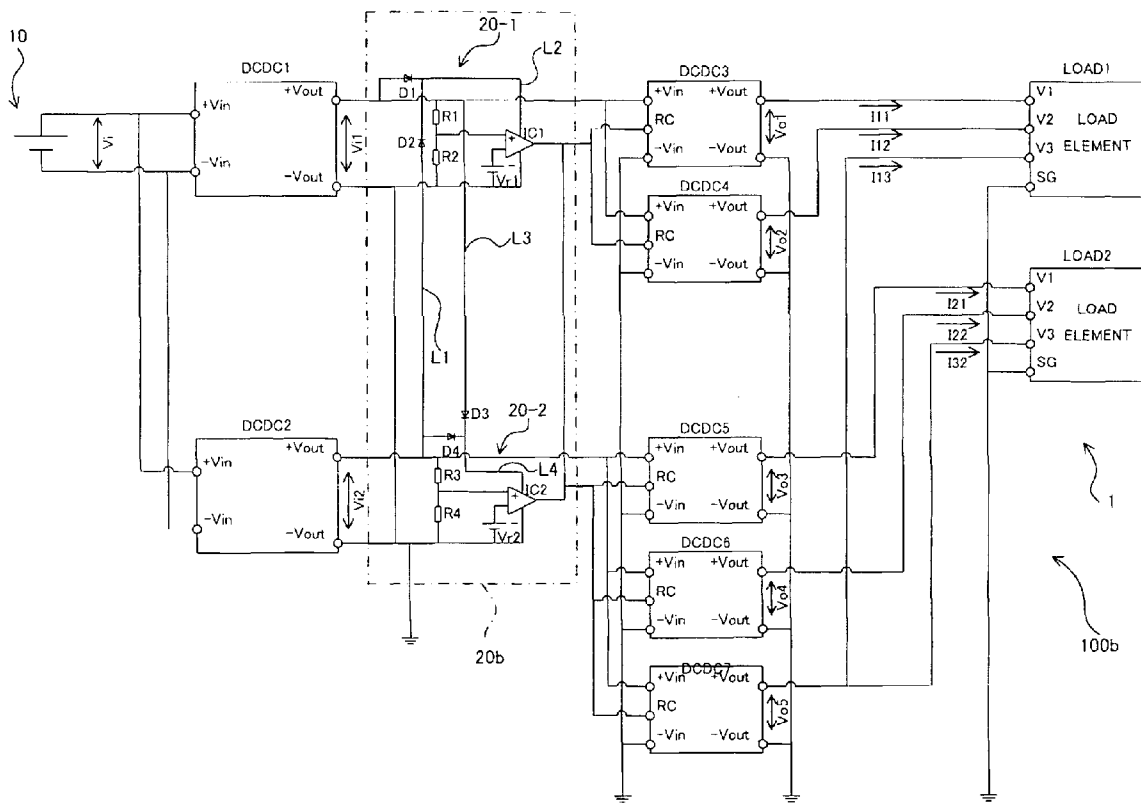 10
DCDC1
+Vin
-Vin
+Vout
-Vout
Vi
Vi1
20-1
L2
D1
R1
D2
R2
IC1
Vr1
L3
L1
D3
20-2
D4
L4
R3
R4
IC2
Vr2
20b
DCDC2
+Vin
-Vin
+Vout
-Vout
Vi2
DCDC3
+Vin
RC
-Vin
+Vout
-Vout
Vo1
DCDC4
+Vin
RC
-Vin
+Vout
-Vout
Vo2
DCDC5
+Vin
RC
-Vin
+Vout
-Vout
Vo3
DCDC6
+Vin
RC
-Vin
+Vout
-Vout
Vo4
DCDC7
+Vin
RC
-Vin
+Vout
-Vout
Vo5
I11
I12
I13
LOAD1
V1
V2
V3
SG
LOAD
ELEMENT
I21
I22
I32
LOAD2
V1
V2
V3
SG
LOAD
ELEMENT
1
100b